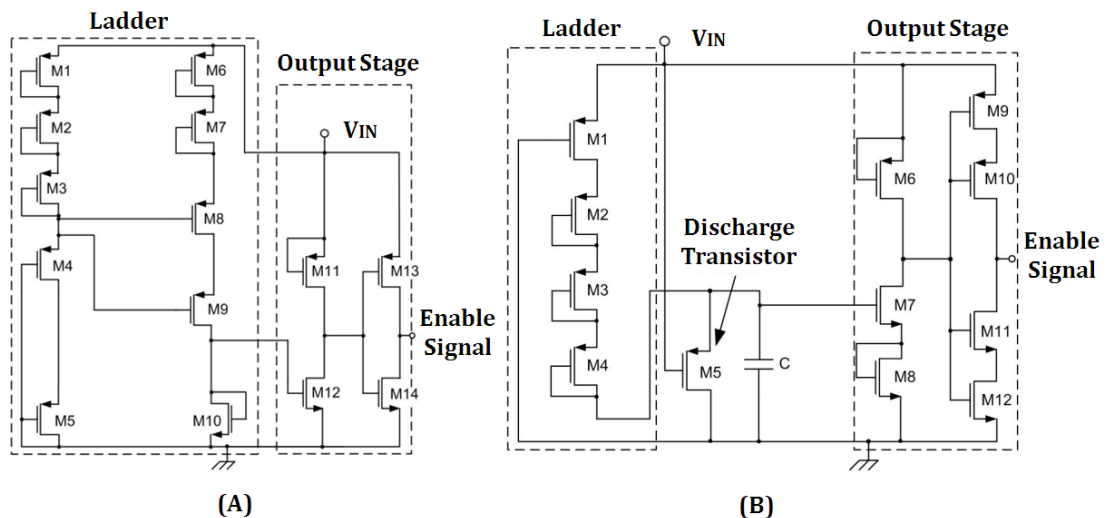 Ladder
M1
M6
Output Stage
M2
M7
VIN
M3
M8
M4
M11
M13
M9
Enable
Signal
M12
M14
M5
M10
(A)
Ladder
VIN
Output Stage
M1
M9
M6
M10
M2
Discharge
Transistor
Enable
Signal
M3
M7
M11
M4
M5
C
M8
M12
(B)